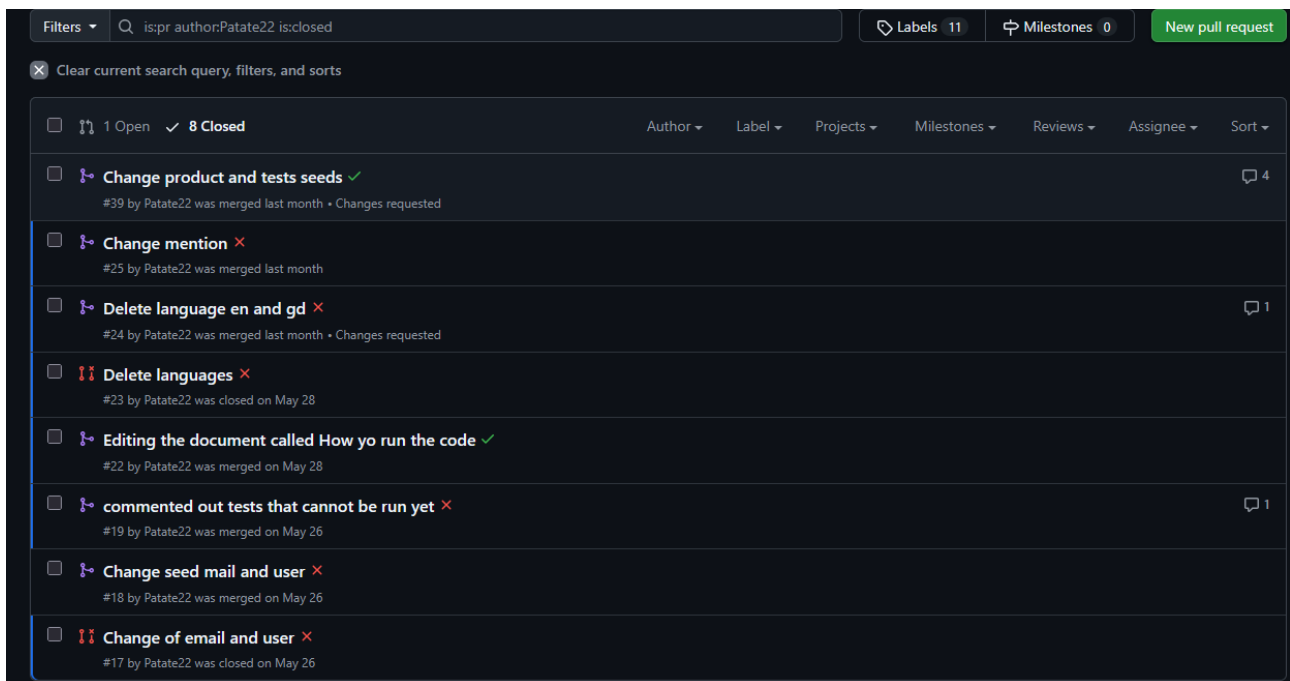 Filters is:pr author:Patate22 is:closed Labels 11 Milestones 0 New pull request
Clear current search query, filters, and sorts
1 Open 8 Closed Author Label Projects Milestones Reviews Assignee Sort
Change product and tests seeds 4
#39 by Patate22 was merged last month • Changes requested
Change mention
#25 by Patate22 was merged last month
Delete language en and gd 1
#24 by Patate22 was merged last month • Changes requested
Delete languages
#23 by Patate22 was closed on May 28
Editing the document called How yo run the code
#22 by Patate22 was merged on May 28
commented out tests that cannot be run yet 1
#19 by Patate22 was merged on May 26
Change seed mail and user
#18 by Patate22 was merged on May 26
Change of email and user
#17 by Patate22 was closed on May 26